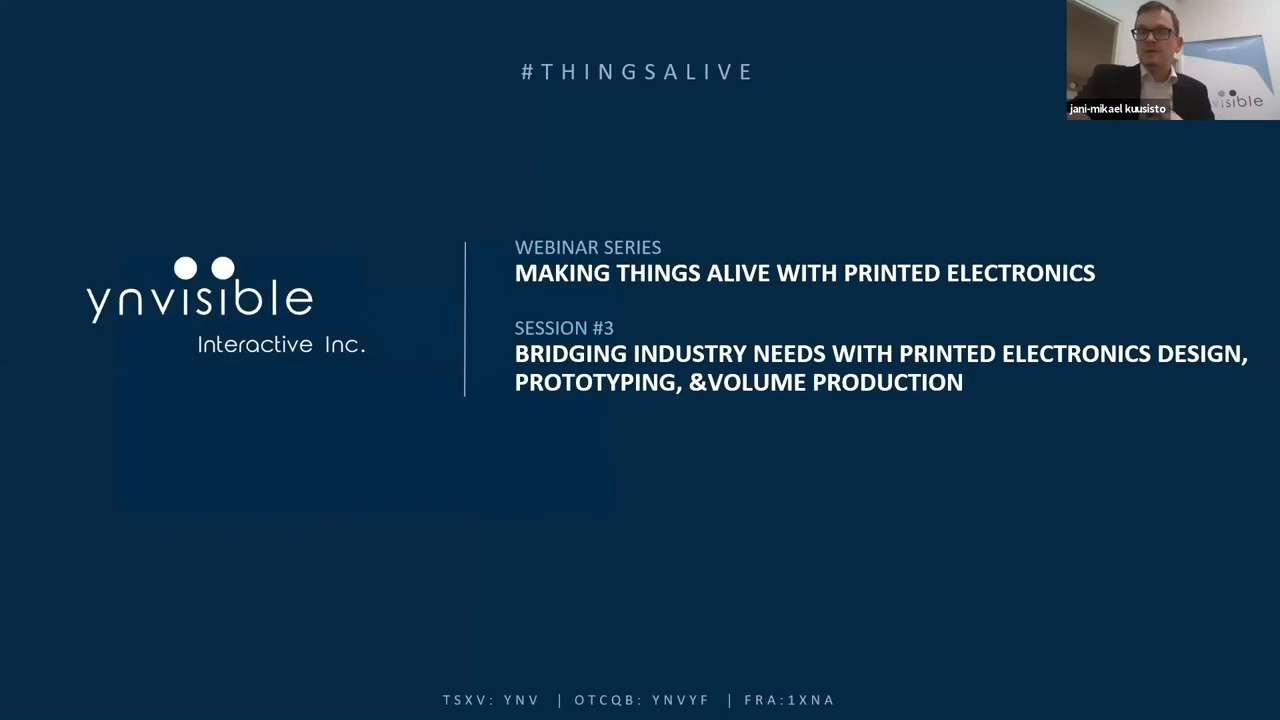 #THINGSALIVE
jani-mikael kuusisto
visible
ynvisible
Interactive Inc.
WEBINAR SERIES
MAKING THINGS ALIVE WITH PRINTED ELECTRONICS
SESSION #3
BRIDGING INDUSTRY NEEDS WITH PRINTED ELECTRONICS DESIGN,
PROTOTYPING, &VOLUME PRODUCTION
TSXV: YNV | OTCQB: YNVYF | FRA:1XNA